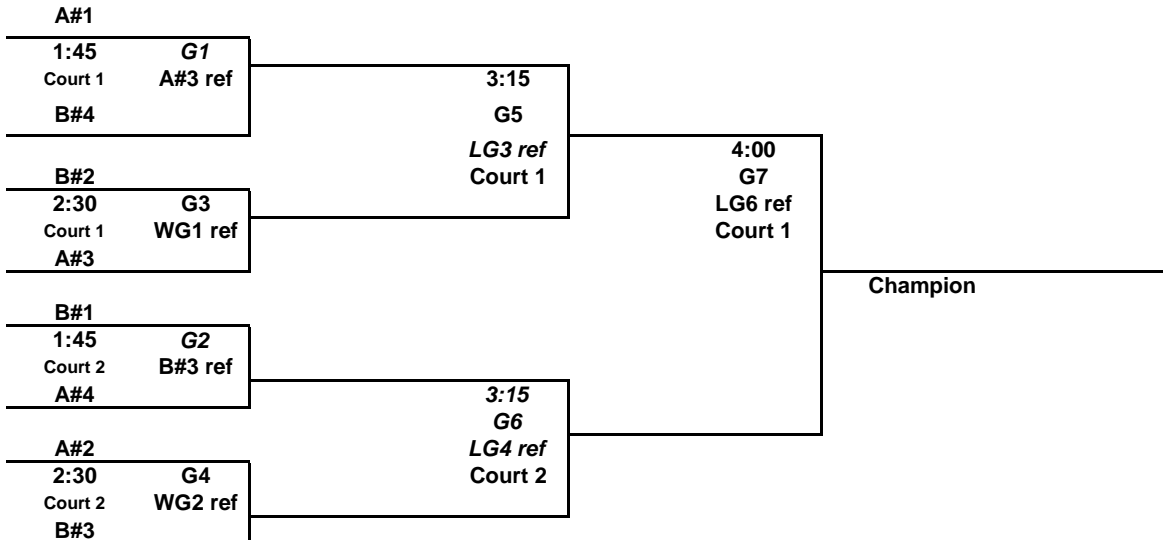 A#1
1:45 G1
Court 1 A#3 ref
B#4
B#2
2:30 G3
Court 1 WG1 ref
A#3
B#1
1:45 G2
Court 2 B#3 ref
A#4
A#2
2:30 G4
Court 2 WG2 ref
B#3
3:15
G5
LG3 ref
Court 1
3:15
G6
LG4 ref
Court 2
4:00
G7
LG6 ref
Court 1
Champion